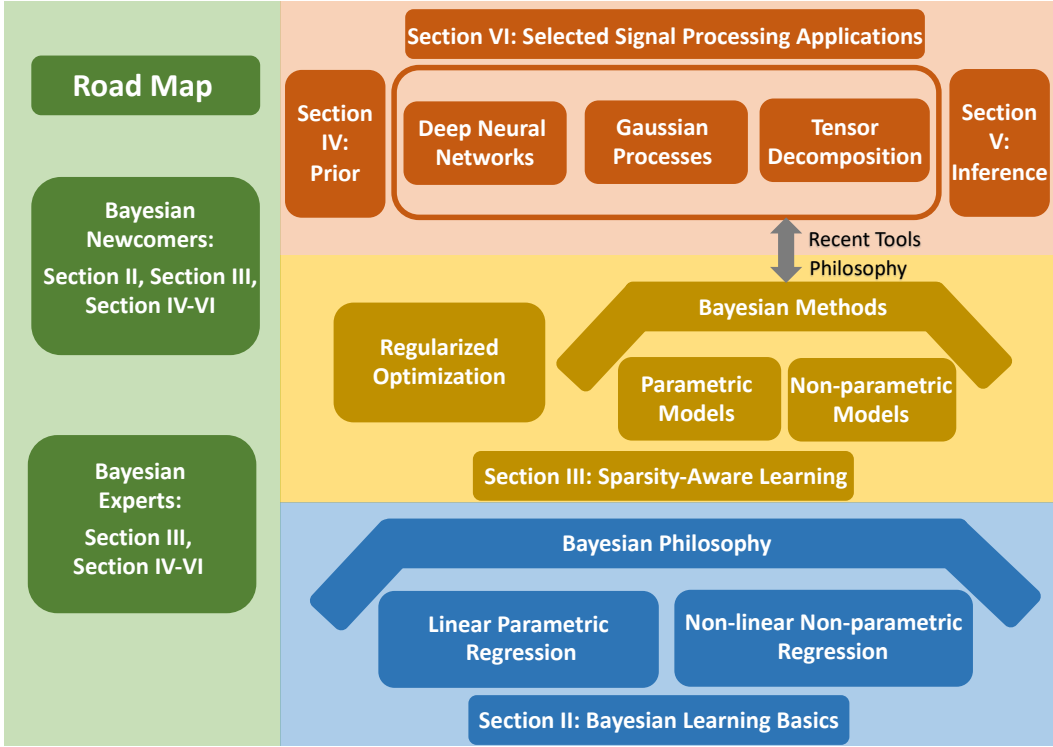 Road Map
Bayesian
Newcomers:
Section II, Section III,
Section IV-VI
Bayesian
Experts:
Section III,
Section IV-VI
Section VI: Selected Signal Processing Applications
Section
IV:
Prior
Deep Neural
Networks
Gaussian
Processes
Tensor
Decomposition
Section
V:
Inference
Recent Tools
Philosophy
Bayesian Methods
Regularized
Optimization
Parametric
Models
Non-parametric
Models
Section III: Sparsity-Aware Learning
Bayesian Philosophy
Linear Parametric
Regression
Non-linear Non-parametric
Regression
Section II: Bayesian Learning Basics